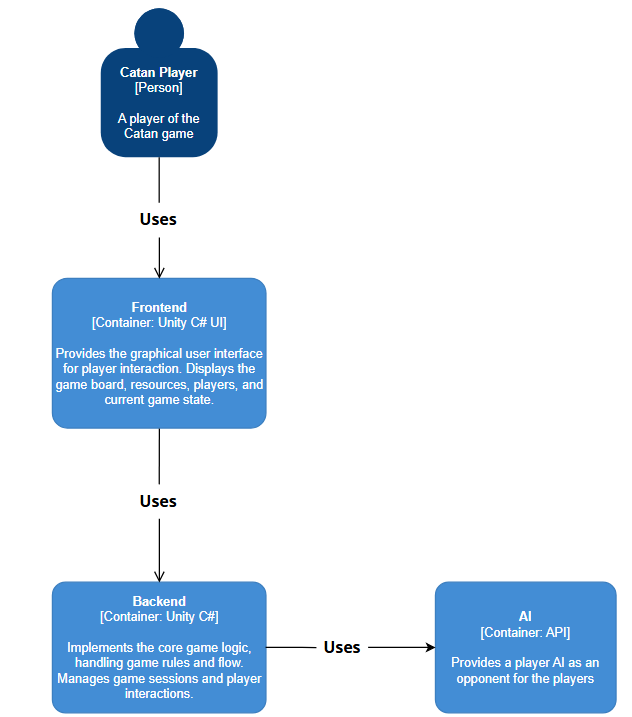 Catan Player
[Person]
A player of the
Catan game
Uses
Frontend
[Container: Unity C# UI]
Provides the graphical user interface
for player interaction. Displays the
game board, resources, players, and
current game state.
Uses
Backend
[Container: Unity C#]
Implements the core game logic,
handling game rules and flow.
Manages game sessions and player
interactions.
Uses
AI
[Container: API]
Provides a player AI as an
opponent for the players